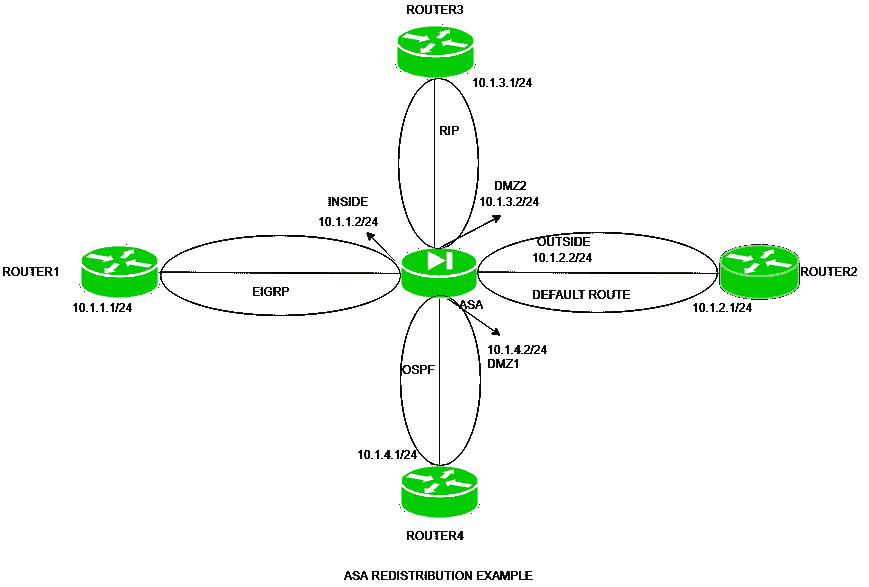 ROUTER3
10.1.3.1/24
RIP
DMZ2
10.1.3.2/24
INSIDE
10.1.1.2/24
OUTSIDE
10.1.2.2/24
ROUTER1
ROUTER2
EIGRP
DEFAULT ROUTE
10.1.1.1/24
ASA
10.1.2.1/24
10.1.4.2/24
DMZ1
OSPF
10.1.4.1/24
ROUTER4
ASA REDISTRIBUTION EXAMPLE